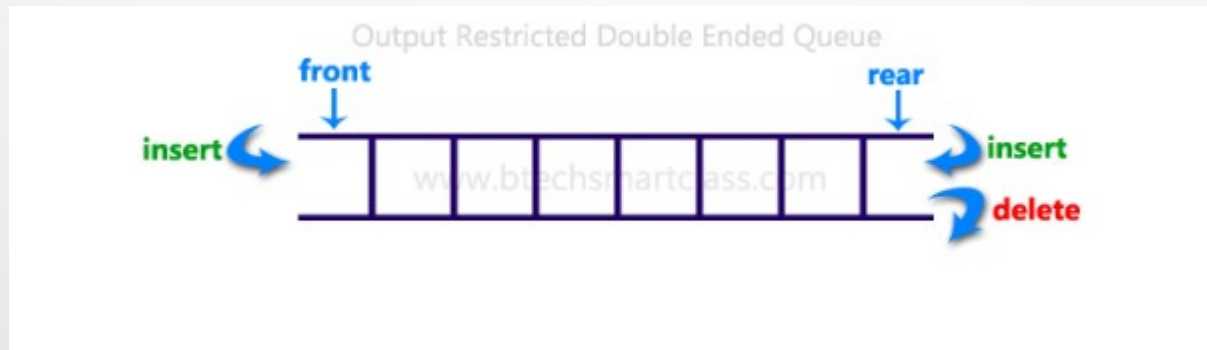 Output Restricted Double Ended Queue
front
rear
insert
insert
www.btechsmartclass.com
delete